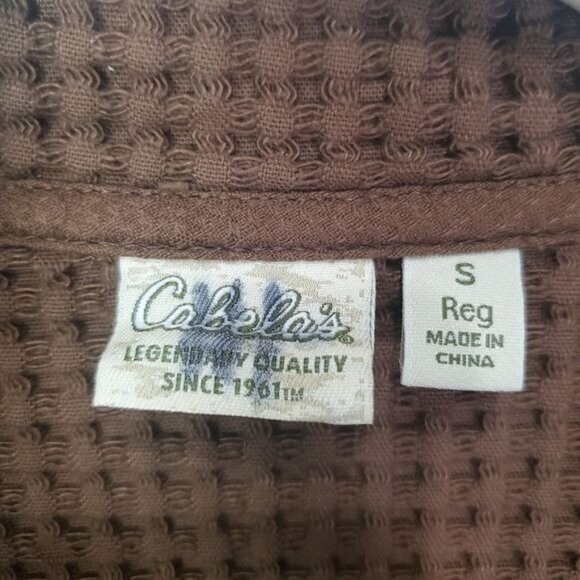 Cabela's
LEGENDARY QUALITY
SINCE 1961™
S
Reg
MADE IN
CHINA